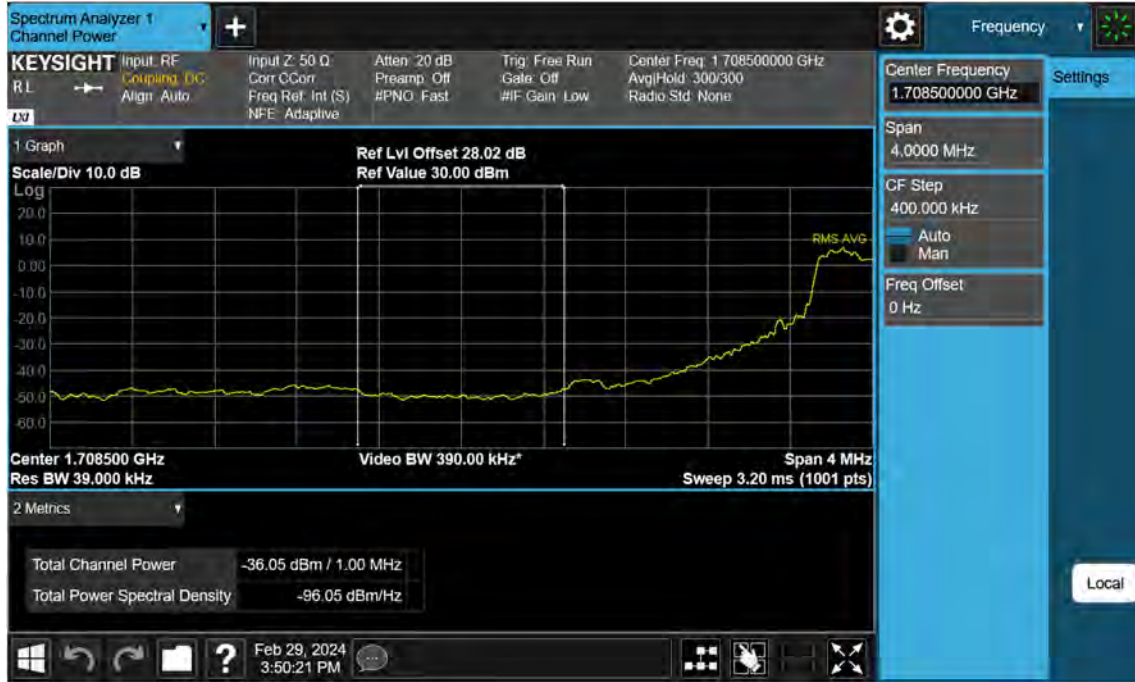 Spectrum Analyzer 1
Channel Power
+
Frequency
KEYSIGHT
RL
LXI
Input: RF
Coupling: DC
Align: Auto
Input Z: 50 Ω
Corr CCorr
Freq Ref: Int (S)
NFE: Adaptive
Atten: 20 dB
Preamp: Off
#PNO: Fast
Trig: Free Run
Gate: Off
#IF Gain: Low
Center Freq: 1.708500000 GHz
Avg|Hold: 300/300
Radio Std: None
Center Frequency
1.708500000 GHz
Settings
Span
4.0000 MHz
CF Step
400.000 kHz
Auto
Man
Freq Offset
0 Hz
1 Graph
Scale/Div 10.0 dB
Ref Lvl Offset 28.02 dB
Ref Value 30.00 dBm
Log
20.0
10.0
0.00
-10.0
-20.0
-30.0
-40.0
-50.0
-60.0
RMS AVG
Center 1.708500 GHz
Res BW 39.000 kHz
Video BW 390.00 kHz*
Span 4 MHz
Sweep 3.20 ms (1001 pts)
2 Metrics
Total Channel Power -36.05 dBm / 1.00 MHz
Total Power Spectral Density -96.05 dBm/Hz
Local
?
Feb 29, 2024
3:50:21 PM